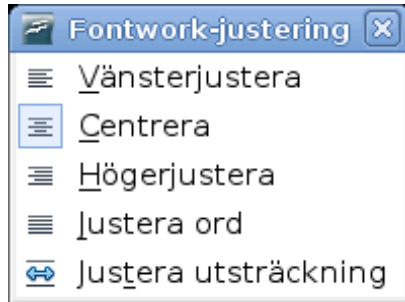 Fontwork-justering
Vänsterjustera
Centrera
Högerjustera
Justera ord
Justera utsträckning